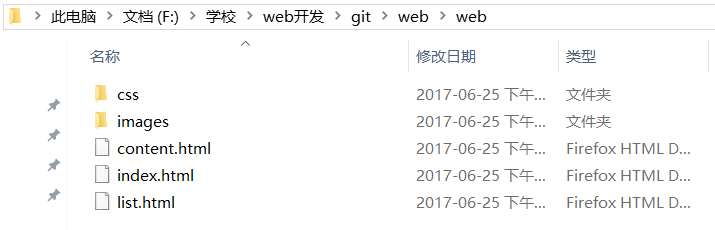 此电脑 文档 (F:) 学校 web开发 git web web
名称 修改日期 类型
css 2017-06-25 下午... 文件夹
images 2017-06-25 下午... 文件夹
content.html 2017-06-25 下午... Firefox HTML D...
index.html 2017-06-25 下午... Firefox HTML D...
list.html 2017-06-25 下午... Firefox HTML D...